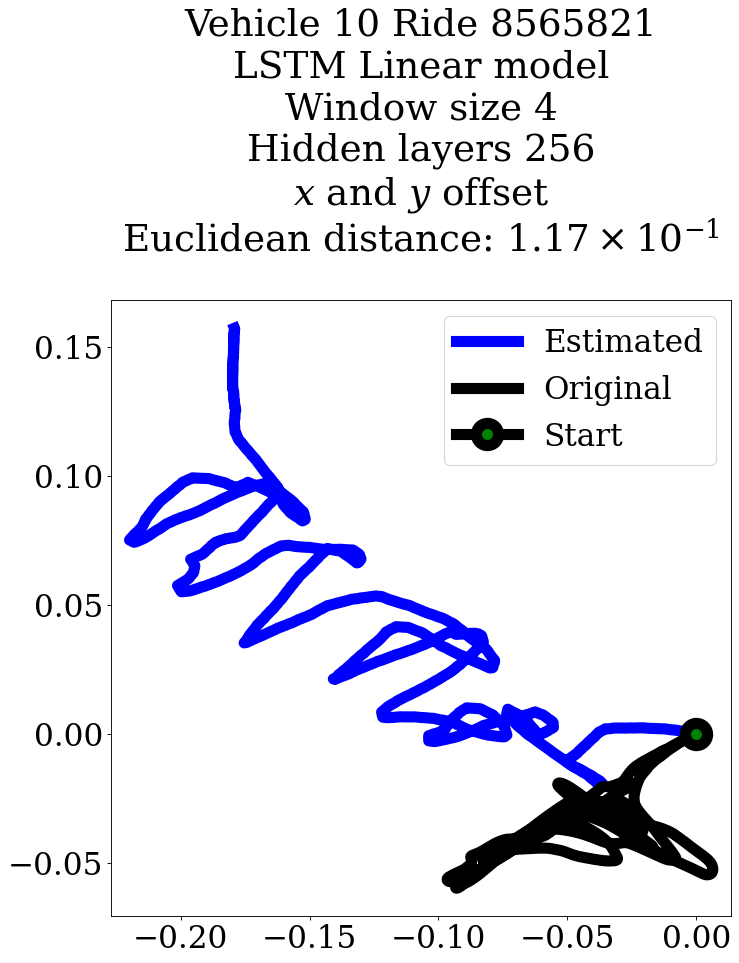 Vehicle 10 Ride 8565821
LSTM Linear model
Window size 4
Hidden layers 256
x and y offset
Euclidean distance: 1.17 × 10⁻¹
Estimated
Original
Start
0.15
0.10
0.05
0.00
−0.05
−0.20 −0.15 −0.10 −0.05 0.00